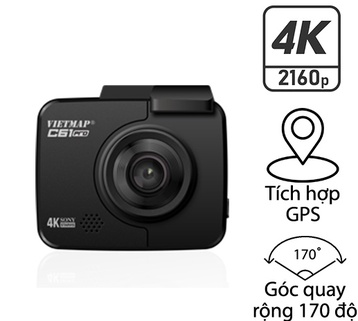 VIETMAP®
C61 PRO
4K SONY
4K
2160p
Tích hợp
GPS
170°
Góc quay
rộng 170 độ